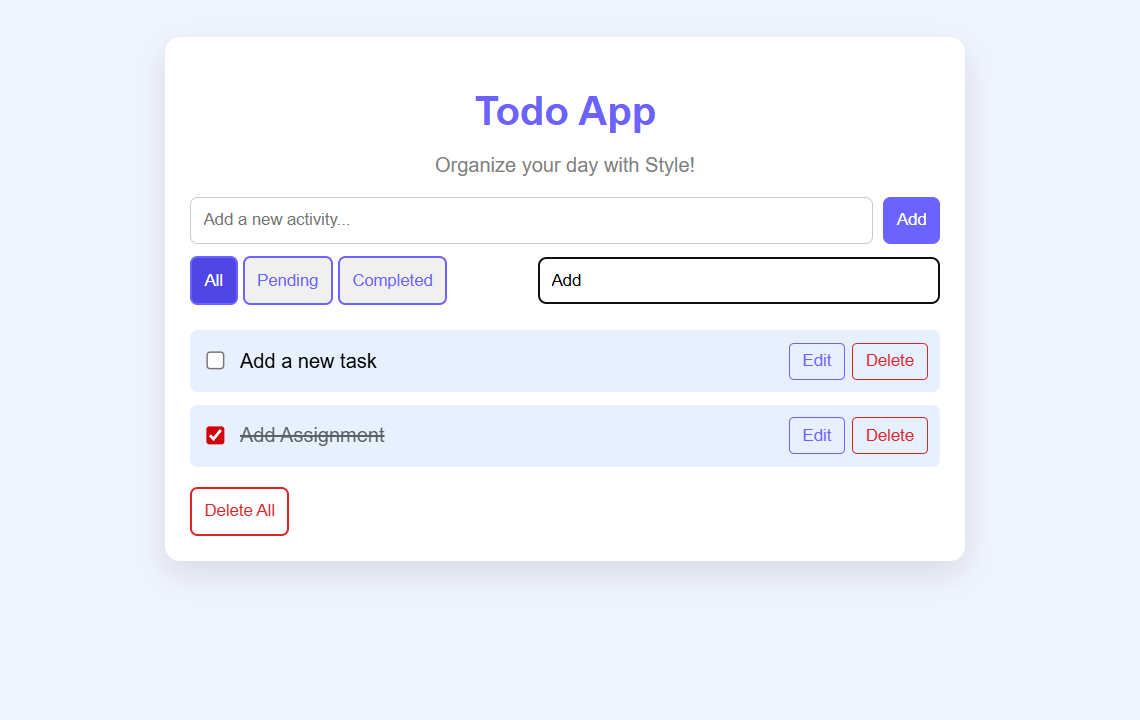 Todo App
Organize your day with Style!
Add a new activity... Add
All Pending Completed Add
Add a new task Edit Delete
Add Assignment Edit Delete
Delete All